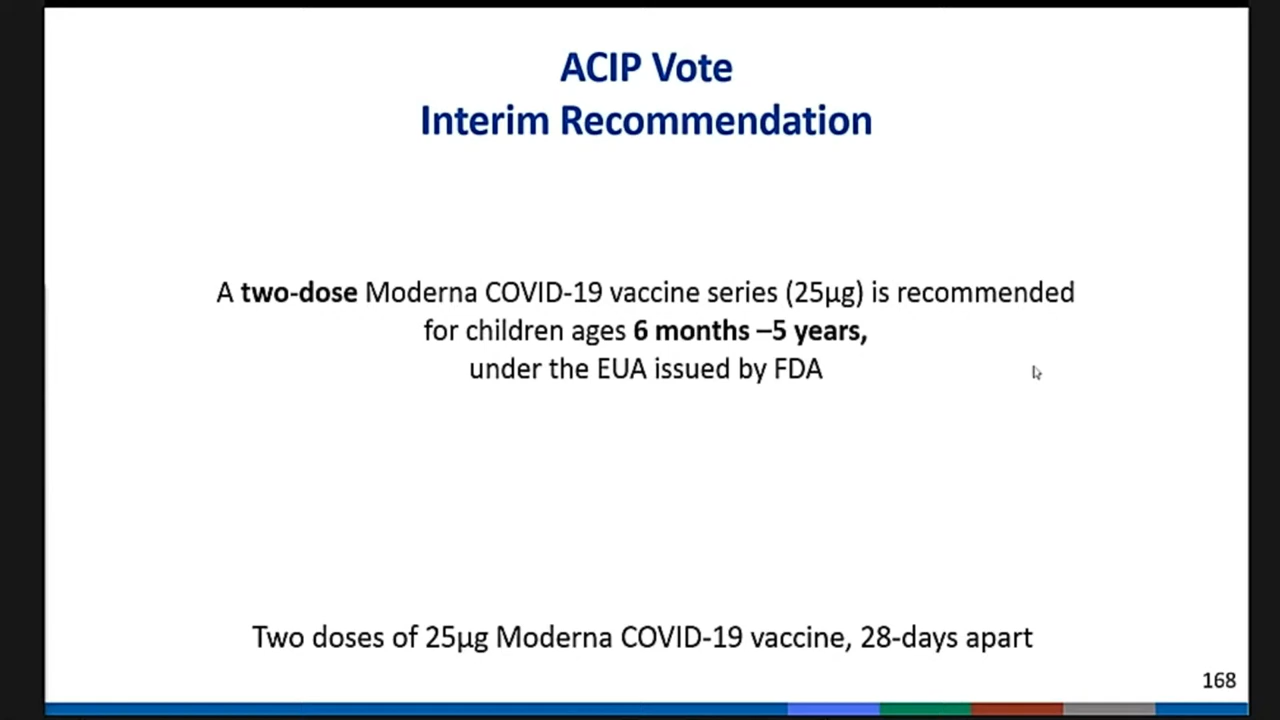 ACIP Vote
Interim Recommendation
A two-dose Moderna COVID-19 vaccine series (25µg) is recommended
for children ages 6 months –5 years,
under the EUA issued by FDA
Two doses of 25µg Moderna COVID-19 vaccine, 28-days apart
168